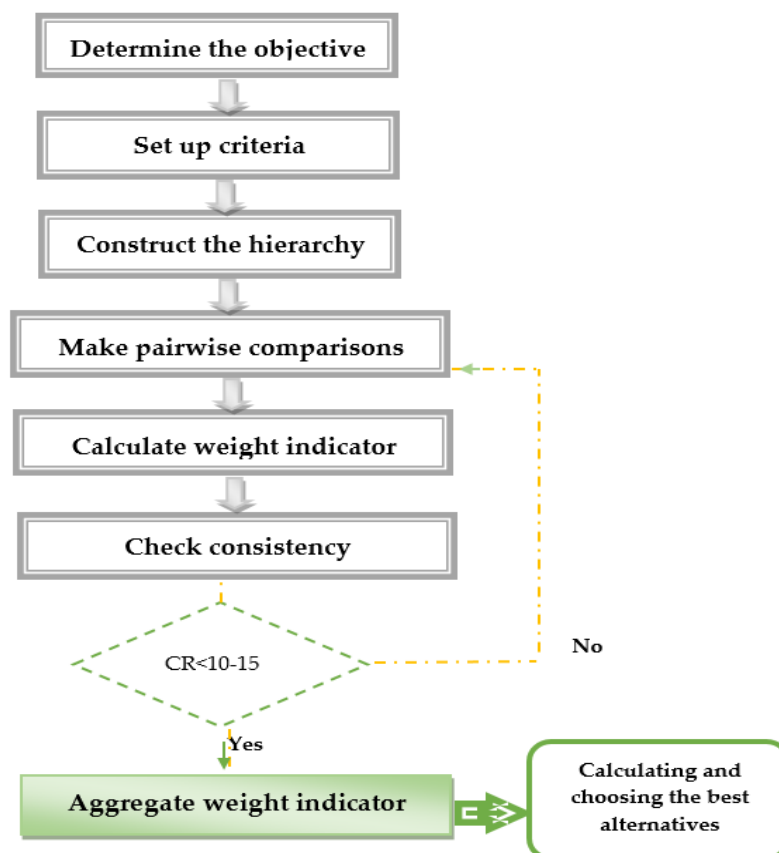 Determine the objective
Set up criteria
Construct the hierarchy
Make pairwise comparisons
Calculate weight indicator
Check consistency
CR<10-15
No
Yes
Aggregate weight indicator
Calculating and
choosing the best
alternatives